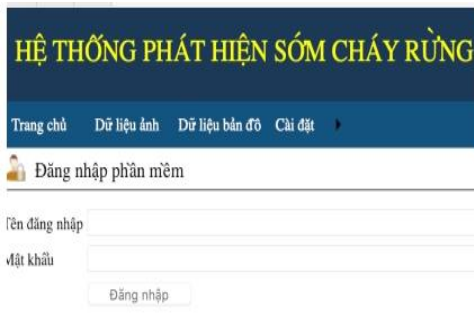 HỆ THỐNG PHÁT HIỆN SỚM CHÁY RỪNG
Trang chủ Dữ liệu ảnh Dữ liệu bản đồ Cài đặt
Đăng nhập phần mềm
Tên đăng nhập
Mật khẩu
Đăng nhập